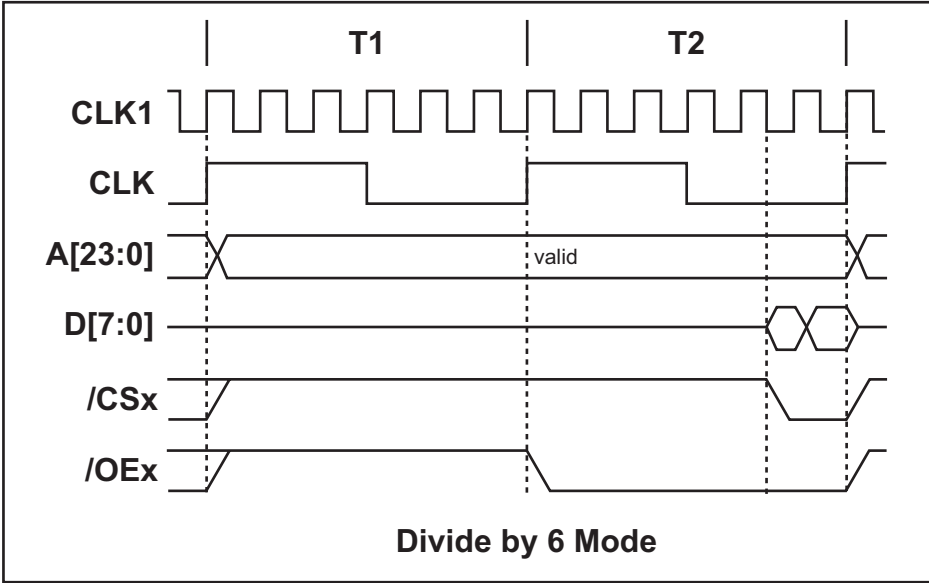 T1 T2
CLK1
CLK
A[23:0] valid
D[7:0]
/CSx
/OEx
Divide by 6 Mode